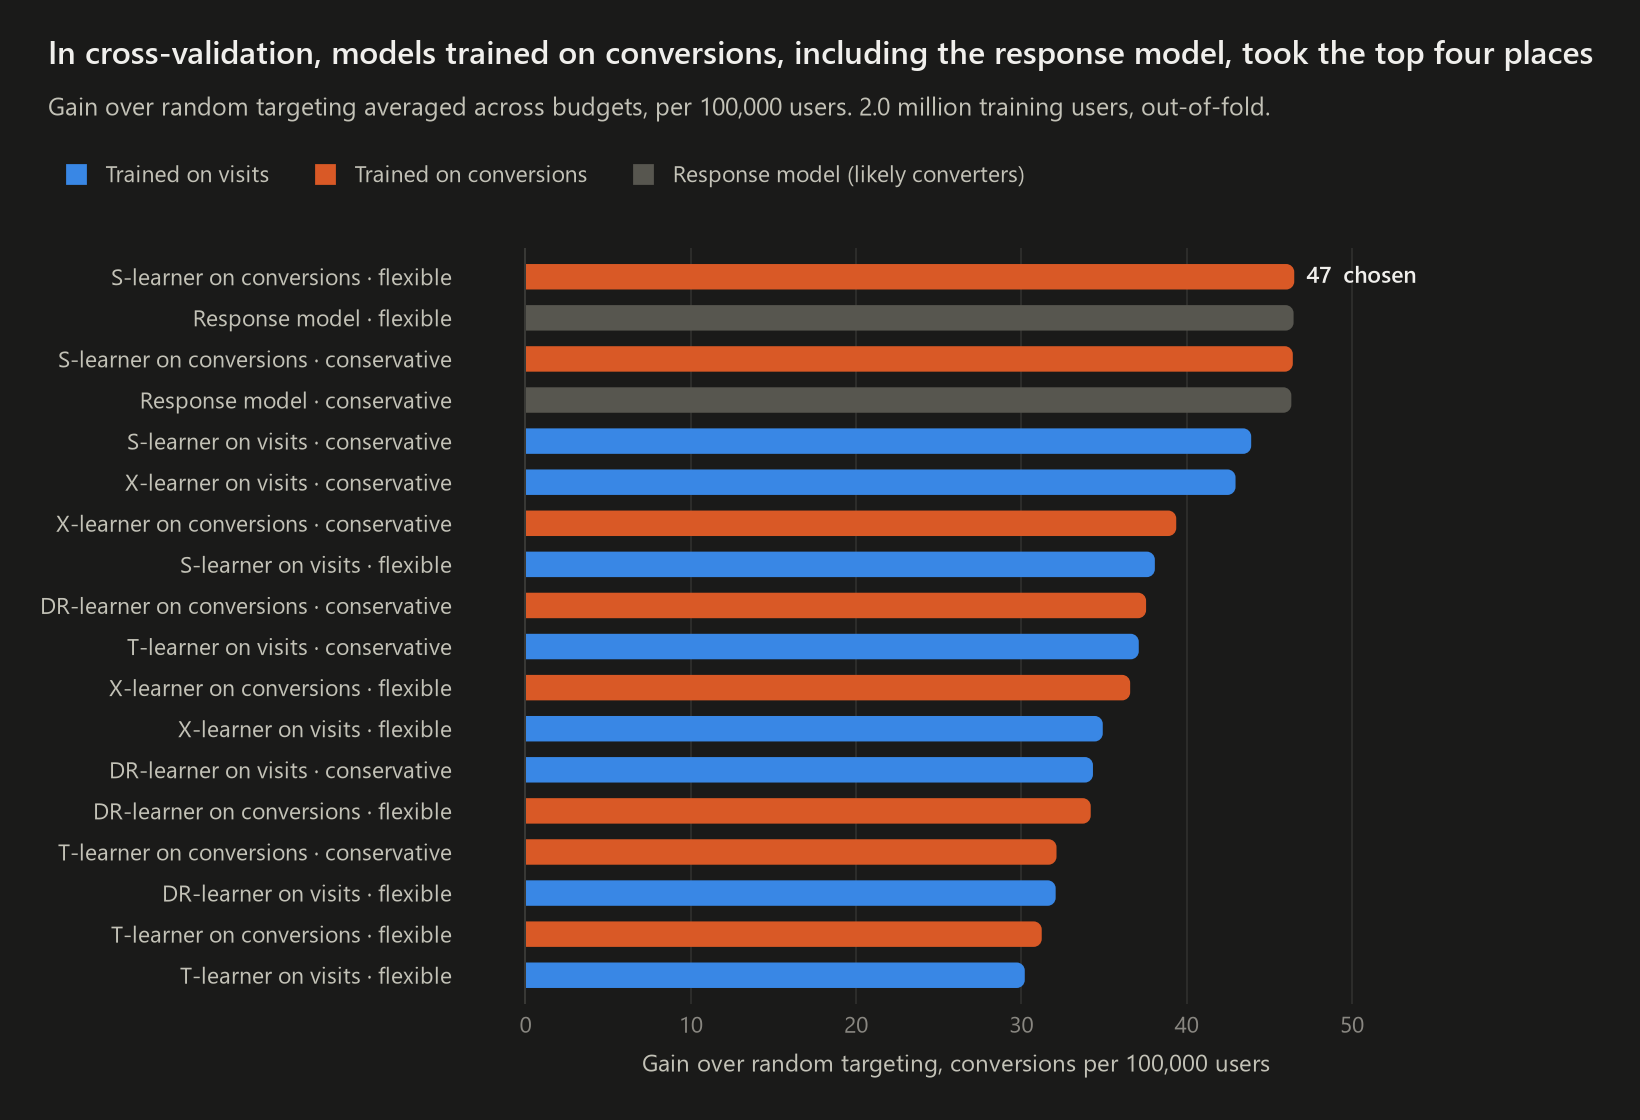 In cross-validation, models trained on conversions, including the response model, took the top four places
Gain over random targeting averaged across budgets, per 100,000 users. 2.0 million training users, out-of-fold.
Trained on visits
Trained on conversions
Response model (likely converters)
S-learner on conversions · flexible
47 chosen
Response model · flexible
S-learner on conversions · conservative
Response model · conservative
S-learner on visits · conservative
X-learner on visits · conservative
X-learner on conversions · conservative
S-learner on visits · flexible
DR-learner on conversions · conservative
T-learner on visits · conservative
X-learner on conversions · flexible
X-learner on visits · flexible
DR-learner on visits · conservative
DR-learner on conversions · flexible
T-learner on conversions · conservative
DR-learner on visits · flexible
T-learner on conversions · flexible
T-learner on visits · flexible
0 10 20 30 40 50
Gain over random targeting, conversions per 100,000 users